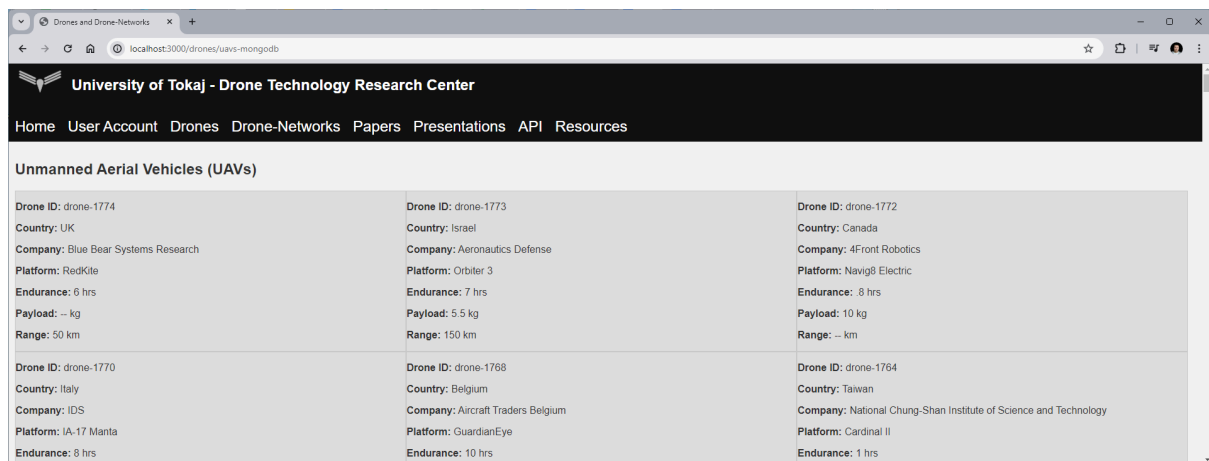 Drones and Drone-Networks
localhost:3000/drones/uavs-mongodb
University of Tokaj - Drone Technology Research Center
Home User Account Drones Drone-Networks Papers Presentations API Resources
Unmanned Aerial Vehicles (UAVs)
Drone ID: drone-1774
Country: UK
Company: Blue Bear Systems Research
Platform: RedKite
Endurance: 6 hrs
Payload: -- kg
Range: 50 km
Drone ID: drone-1773
Country: Israel
Company: Aeronautics Defense
Platform: Orbiter 3
Endurance: 7 hrs
Payload: 5.5 kg
Range: 150 km
Drone ID: drone-1772
Country: Canada
Company: 4Front Robotics
Platform: Navig8 Electric
Endurance: .8 hrs
Payload: 10 kg
Range: -- km
Drone ID: drone-1770
Country: Italy
Company: IDS
Platform: IA-17 Manta
Endurance: 8 hrs
Drone ID: drone-1768
Country: Belgium
Company: Aircraft Traders Belgium
Platform: GuardianEye
Endurance: 10 hrs
Drone ID: drone-1764
Country: Taiwan
Company: National Chung-Shan Institute of Science and Technology
Platform: Cardinal II
Endurance: 1 hrs